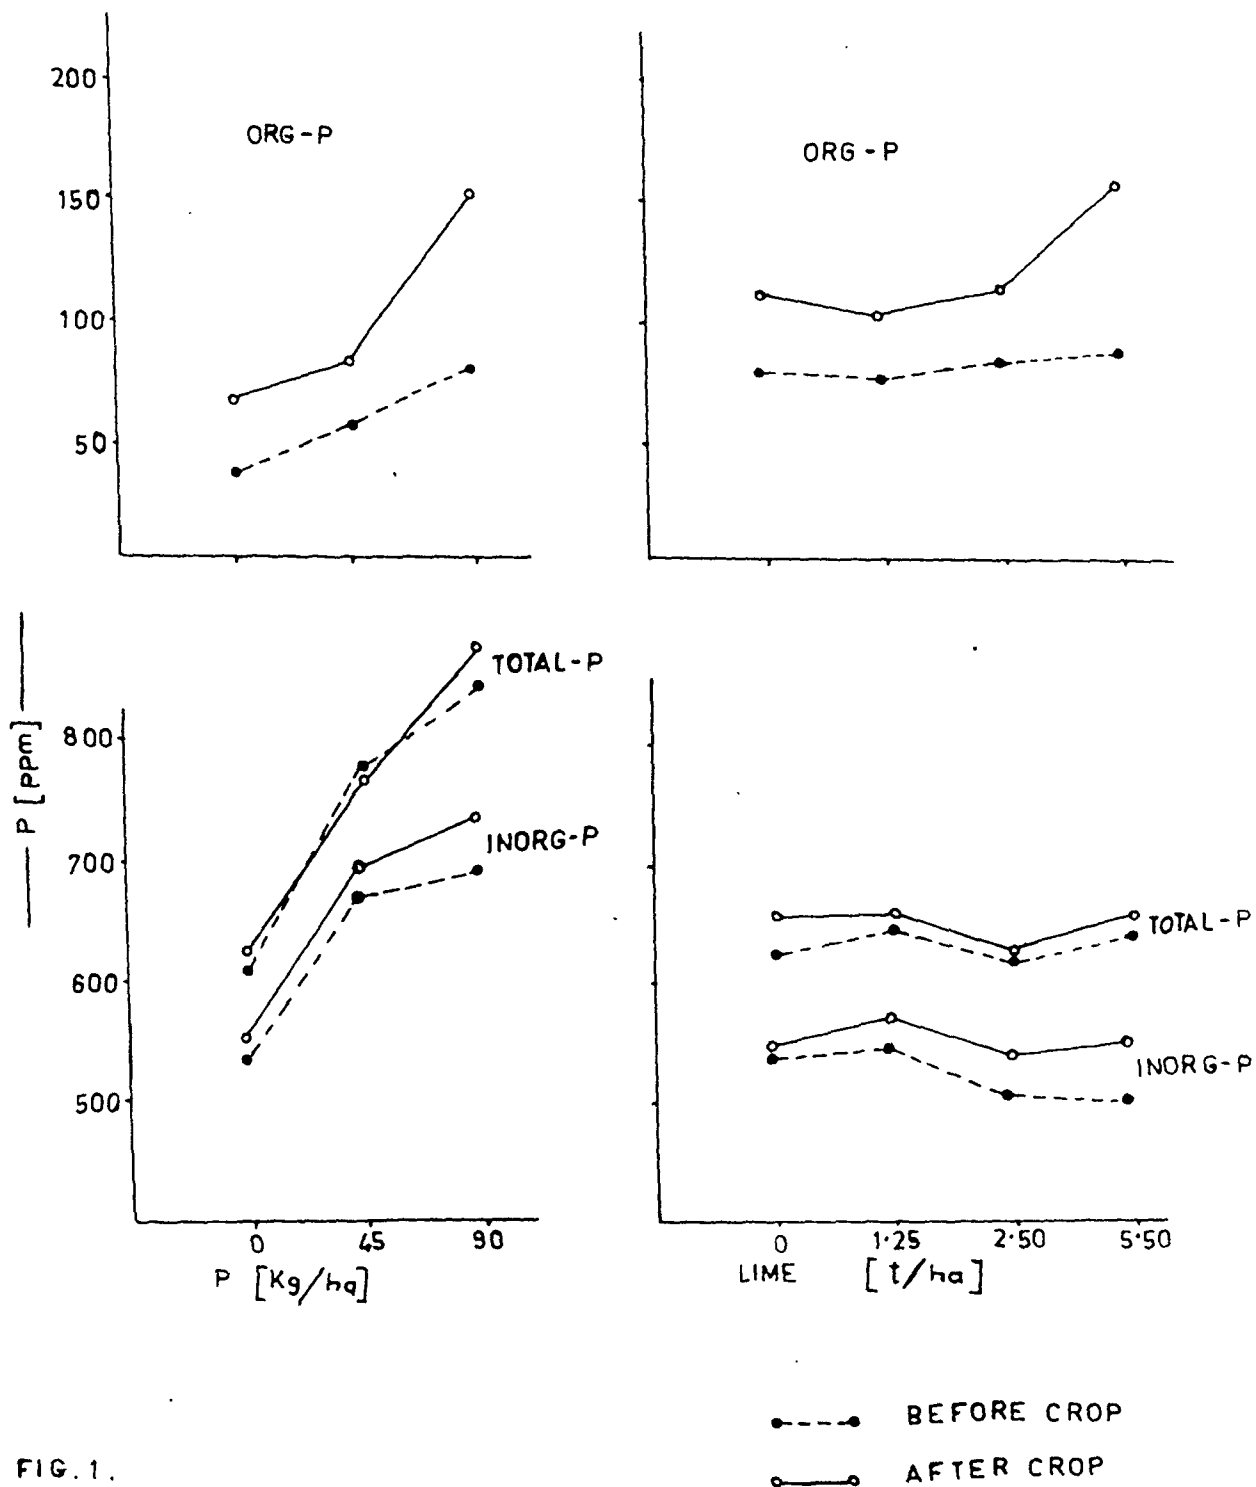 200
150
100
50
ORG-P
ORG-P
P [ppm]
800
700
600
500
TOTAL-P
INORG-P
TOTAL-P
INORG-P
0 45 90
P [Kg/ha]
0 1·25 2·50 5·50
LIME [t/ha]
BEFORE CROP
AFTER CROP
FIG.1.